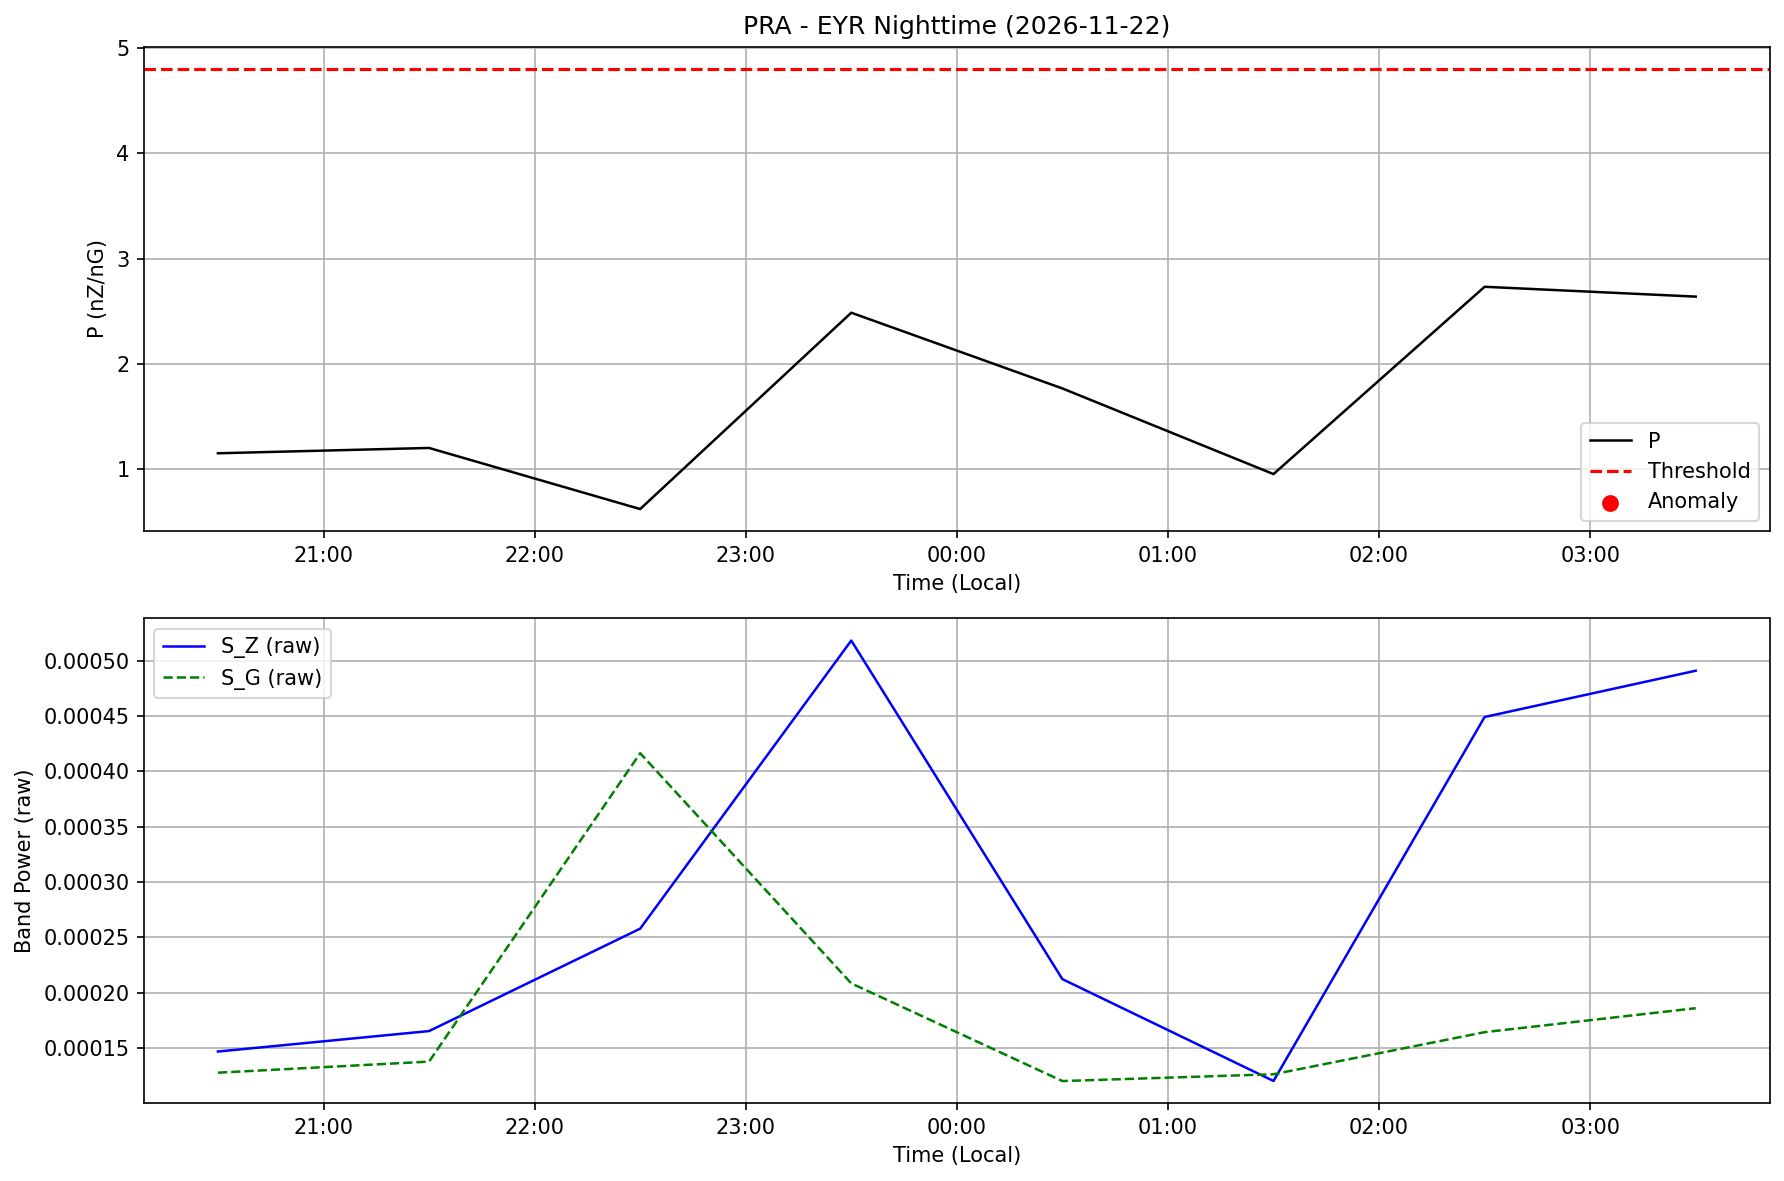 PRA - EYR Nighttime (2026-11-22)
P (nZ/nG)
5
4
3
2
1
P
Threshold
Anomaly
21:00 22:00 23:00 00:00 01:00 02:00 03:00
Time (Local)
Band Power (raw)
0.00050
0.00045
0.00040
0.00035
0.00030
0.00025
0.00020
0.00015
S_Z (raw)
S_G (raw)
21:00 22:00 23:00 00:00 01:00 02:00 03:00
Time (Local)